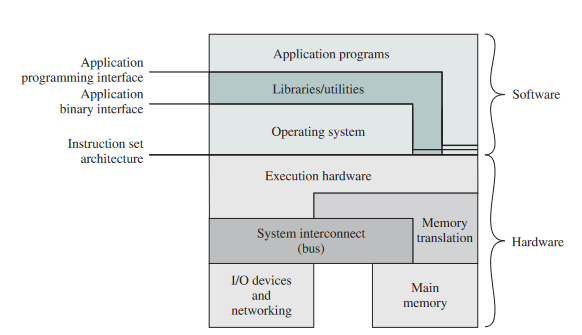 Application programs
Application
programming interface
Libraries/utilities
Software
Application
binary interface
Operating system
Instruction set
architecture
Execution hardware
Memory
translation
System interconnect
(bus)
Hardware
I/O devices
and
networking
Main
memory